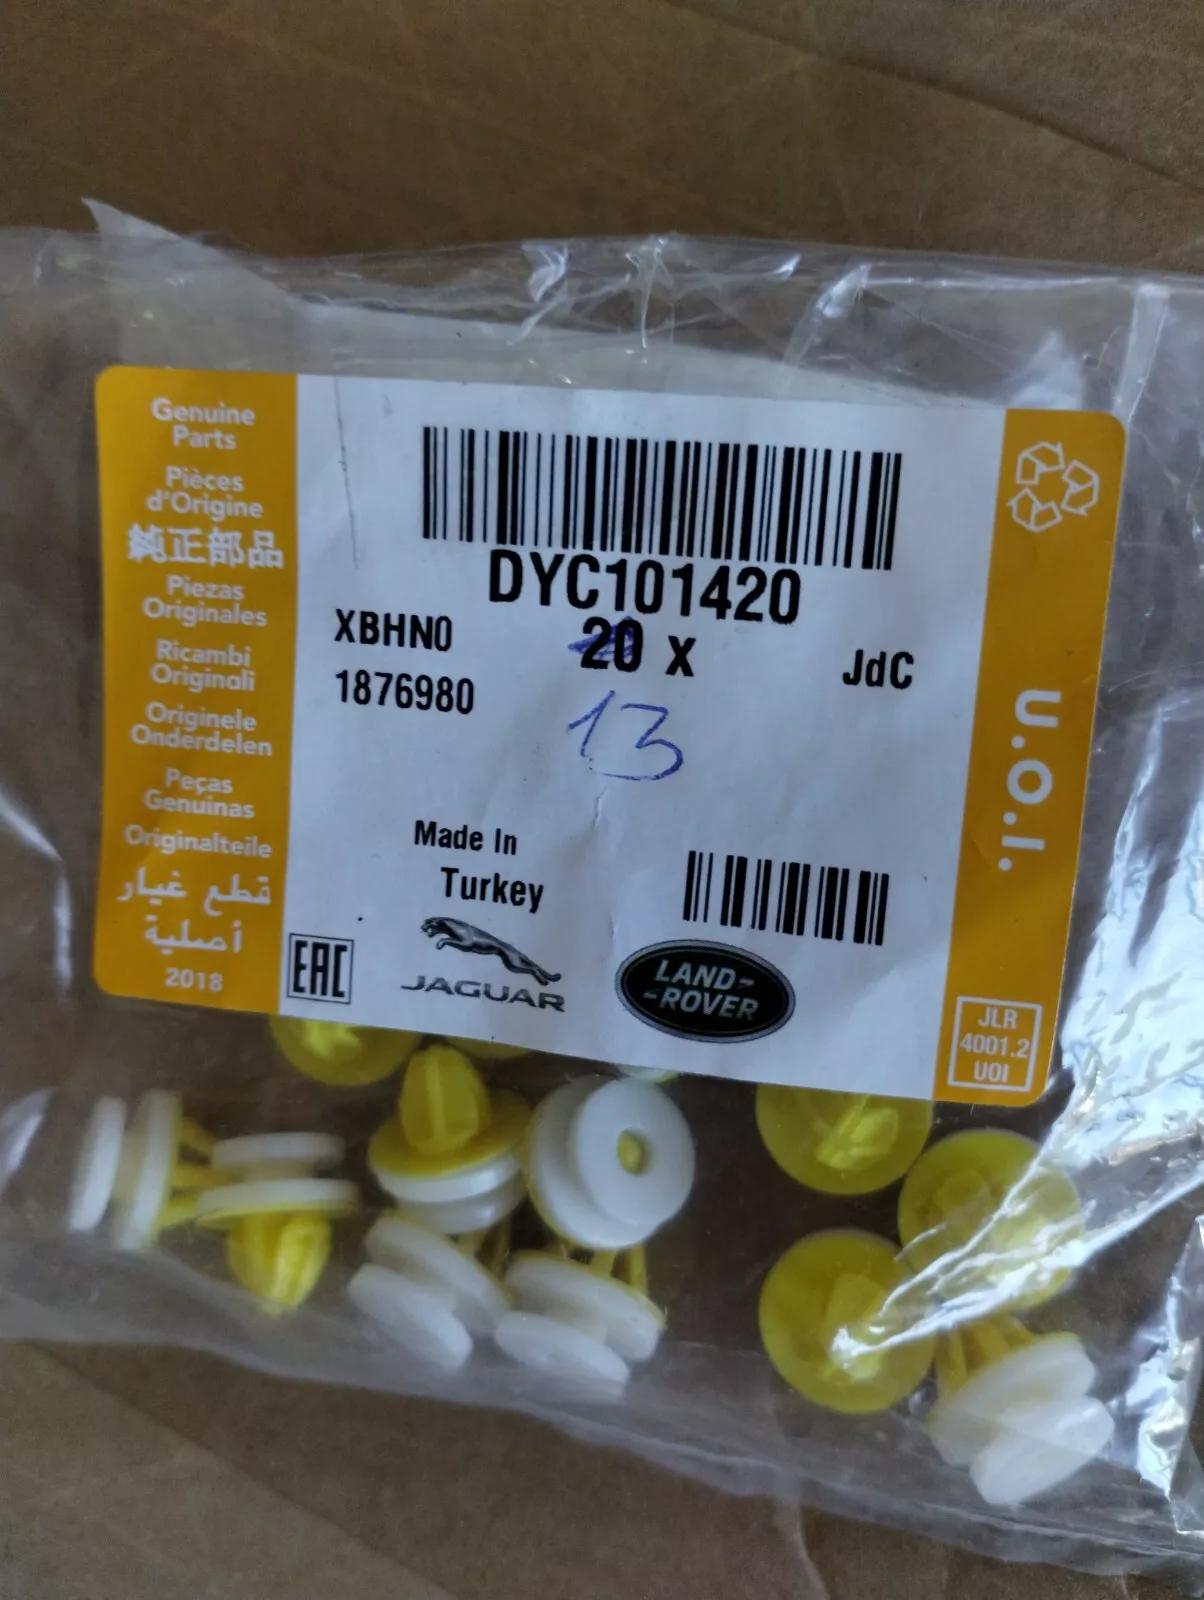 Genuine
Parts
Pièces
d'Origine
純正部品
Piezas
Originales
Ricambi
Originali
Originele
Onderdelen
Peças
Genuinas
Originalteile
قطع غيار
أصلية
2018
DYC101420
XBHN0
20 x
JdC
1876980
13
Made In
Turkey
EAC
JAGUAR
LAND-
-ROVER
u.o.i.
JLR
4001.2
UOI